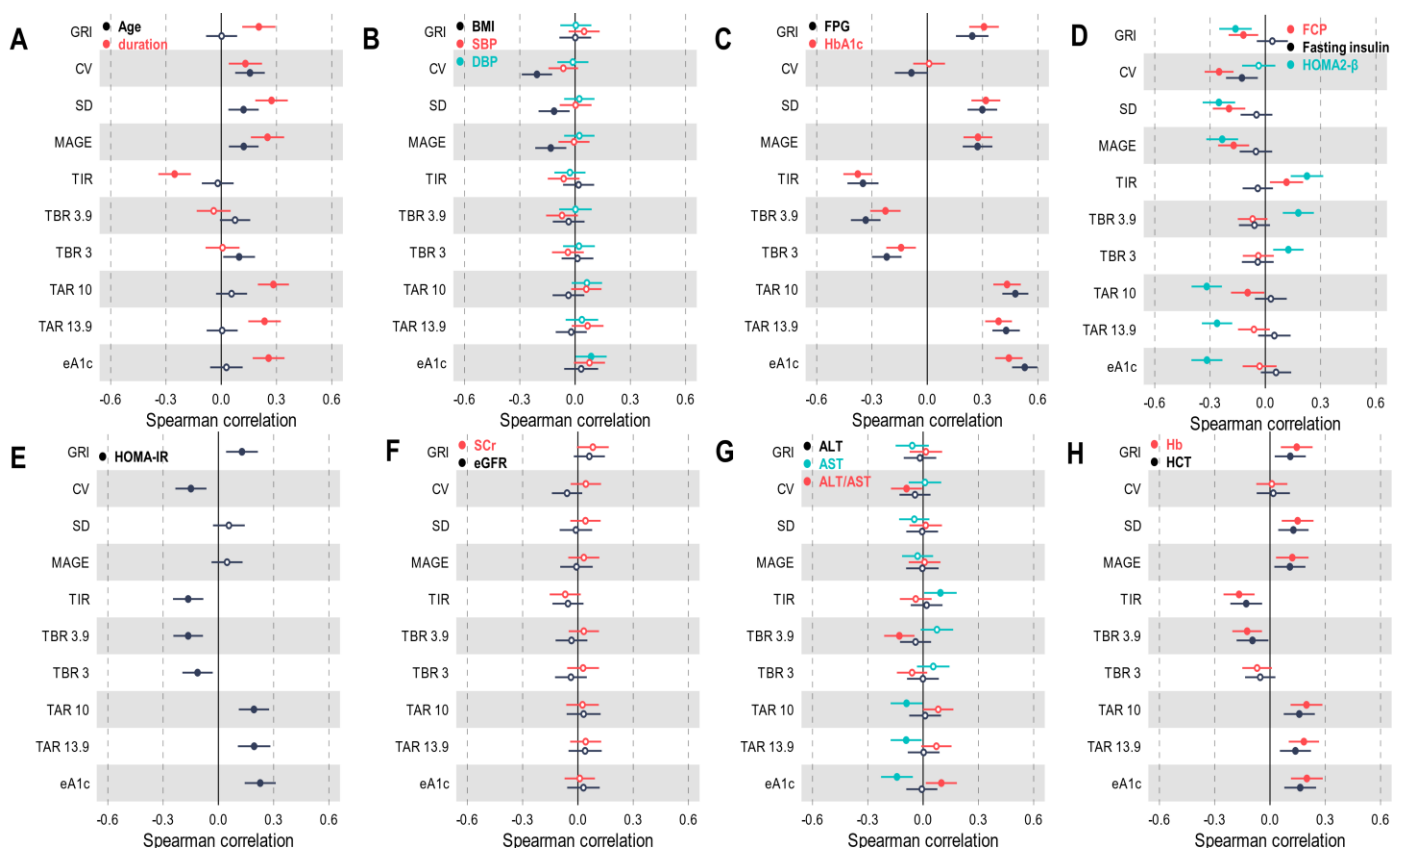 A
Age
duration
GRI
CV
SD
MAGE
TIR
TBR 3.9
TBR 3
TAR 10
TAR 13.9
eA1c
-0.6 -0.3 0.0 0.3 0.6
Spearman correlation
B
BMI
SBP
DBP
GRI
CV
SD
MAGE
TIR
TBR 3.9
TBR 3
TAR 10
TAR 13.9
eA1c
-0.6 -0.3 0.0 0.3 0.6
Spearman correlation
C
FPG
HbA1c
GRI
CV
SD
MAGE
TIR
TBR 3.9
TBR 3
TAR 10
TAR 13.9
eA1c
-0.6 -0.3 0.0 0.3 0.6
Spearman correlation
D
FCP
Fasting insulin
HOMA2-β
GRI
CV
SD
MAGE
TIR
TBR 3.9
TBR 3
TAR 10
TAR 13.9
eA1c
-0.6 -0.3 0.0 0.3 0.6
Spearman correlation
E
HOMA-IR
GRI
CV
SD
MAGE
TIR
TBR 3.9
TBR 3
TAR 10
TAR 13.9
eA1c
-0.6 -0.3 0.0 0.3 0.6
Spearman correlation
F
SCr
eGFR
GRI
CV
SD
MAGE
TIR
TBR 3.9
TBR 3
TAR 10
TAR 13.9
eA1c
-0.6 -0.3 0.0 0.3 0.6
Spearman correlation
G
ALT
AST
ALT/AST
GRI
CV
SD
MAGE
TIR
TBR 3.9
TBR 3
TAR 10
TAR 13.9
eA1c
-0.6 -0.3 0.0 0.3 0.6
Spearman correlation
H
Hb
HCT
GRI
CV
SD
MAGE
TIR
TBR 3.9
TBR 3
TAR 10
TAR 13.9
eA1c
-0.6 -0.3 0.0 0.3 0.6
Spearman correlation